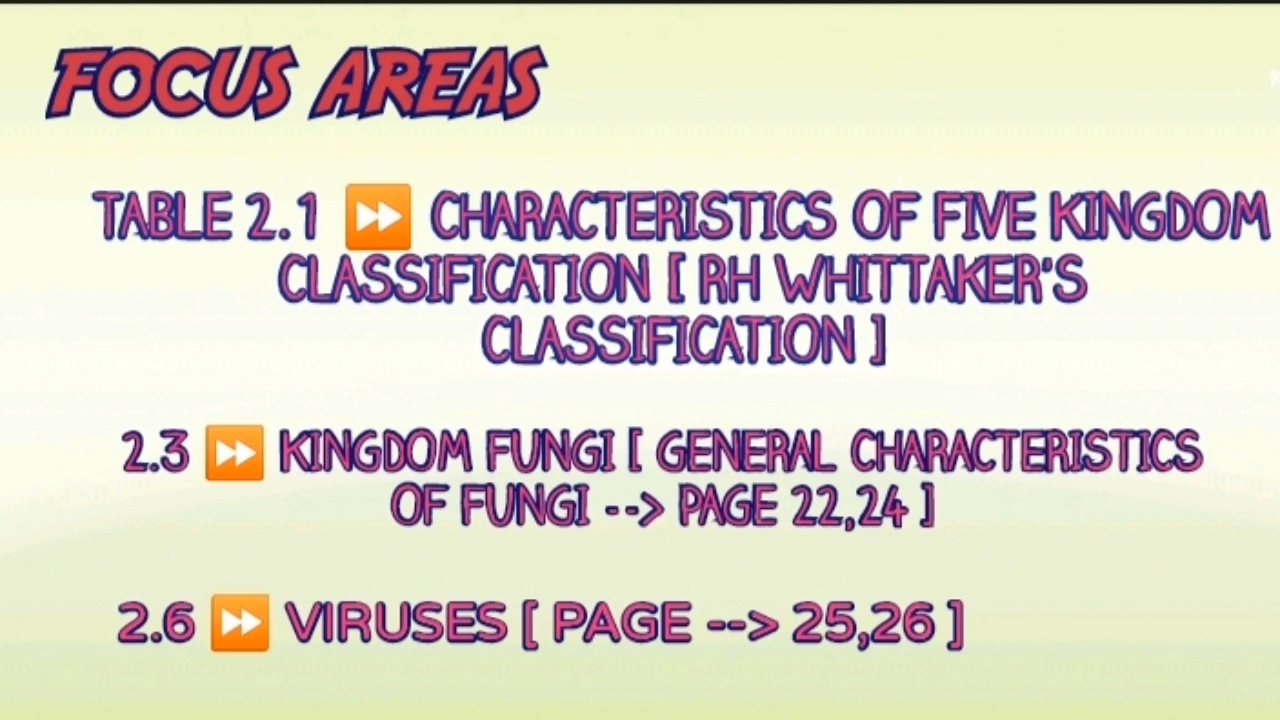 FOCUS AREAS
TABLE 2.1 ⏩ CHARACTERISTICS OF FIVE KINGDOM
CLASSIFICATION [ RH WHITTAKER'S
CLASSIFICATION ]
2.3 ⏩ KINGDOM FUNGI [ GENERAL CHARACTERISTICS
OF FUNGI --> PAGE 22,24 ]
2.6 ⏩ VIRUSES [ PAGE --> 25,26 ]